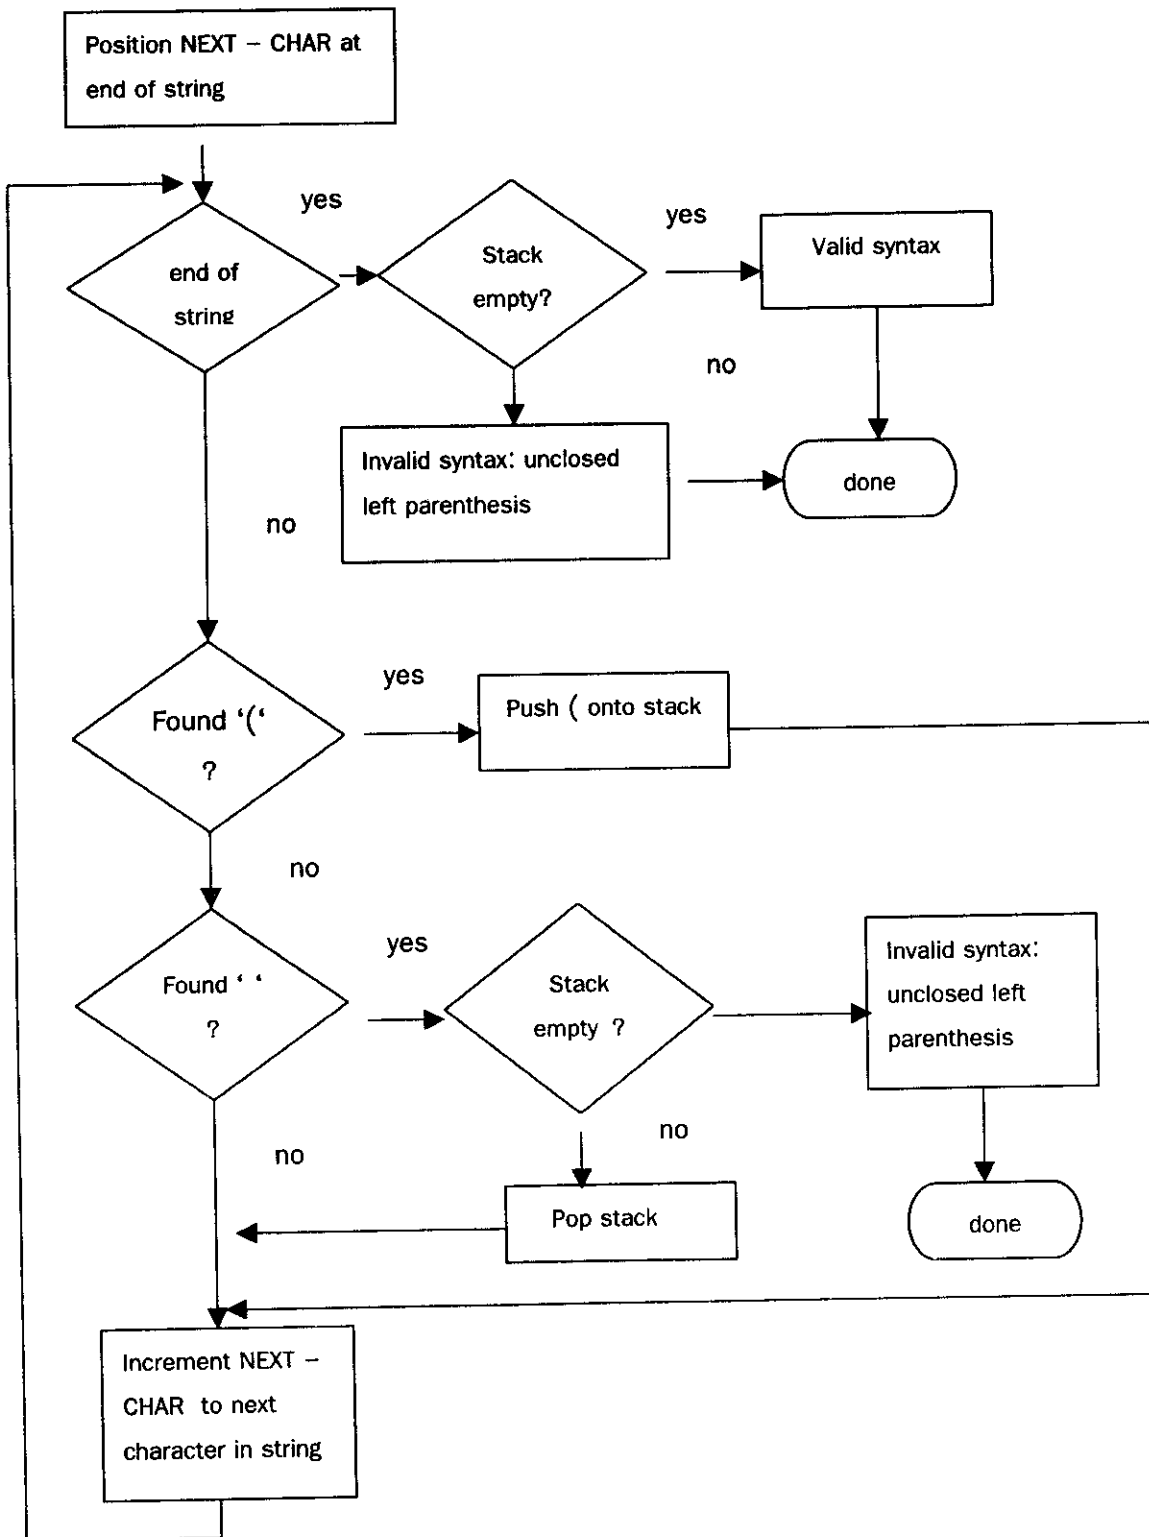 Position NEXT – CHAR at
end of string
yes
yes
end of
string
Stack
empty?
Valid syntax
no
Invalid syntax: unclosed
left parenthesis
done
no
yes
Found ‘(‘
?
Push ( onto stack
no
yes
Found ‘ ‘
?
Stack
empty ?
Invalid syntax:
unclosed left
parenthesis
no
no
Pop stack
done
Increment NEXT –
CHAR to next
character in string